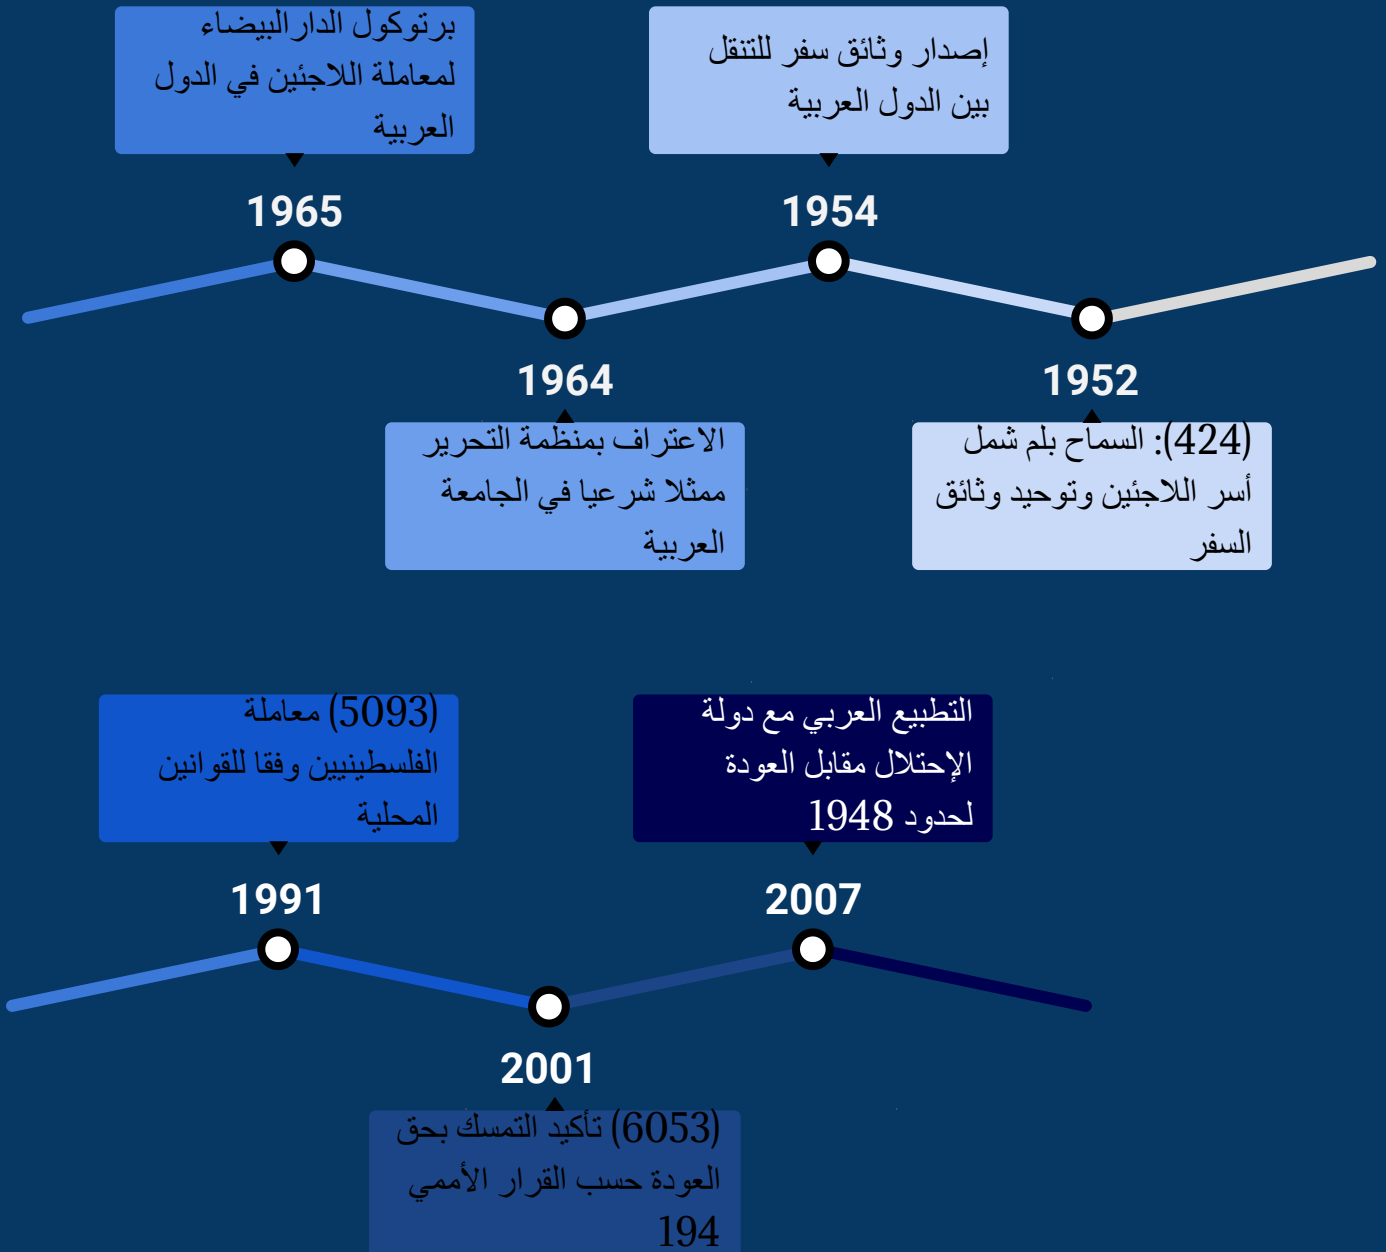 برتوكول الدارالبيضاء
لمعاملة اللاجئين في الدول
العربية
إصدار وثائق سفر للتنقل
بين الدول العربية
1965
1954
1964
1952
الاعتراف بمنظمة التحرير
ممثلا شرعيا في الجامعة
العربية
(424): السماح بلم شمل
أسر اللاجئين وتوحيد وثائق
السفر
(5093) معاملة
الفلسطينيين وفقا للقوانين
المحلية
التطبيع العربي مع دولة
الإحتلال مقابل العودة
لحدود 1948
1991
2007
2001
(6053) تأكيد التمسك بحق
العودة حسب القرار الأممي
194